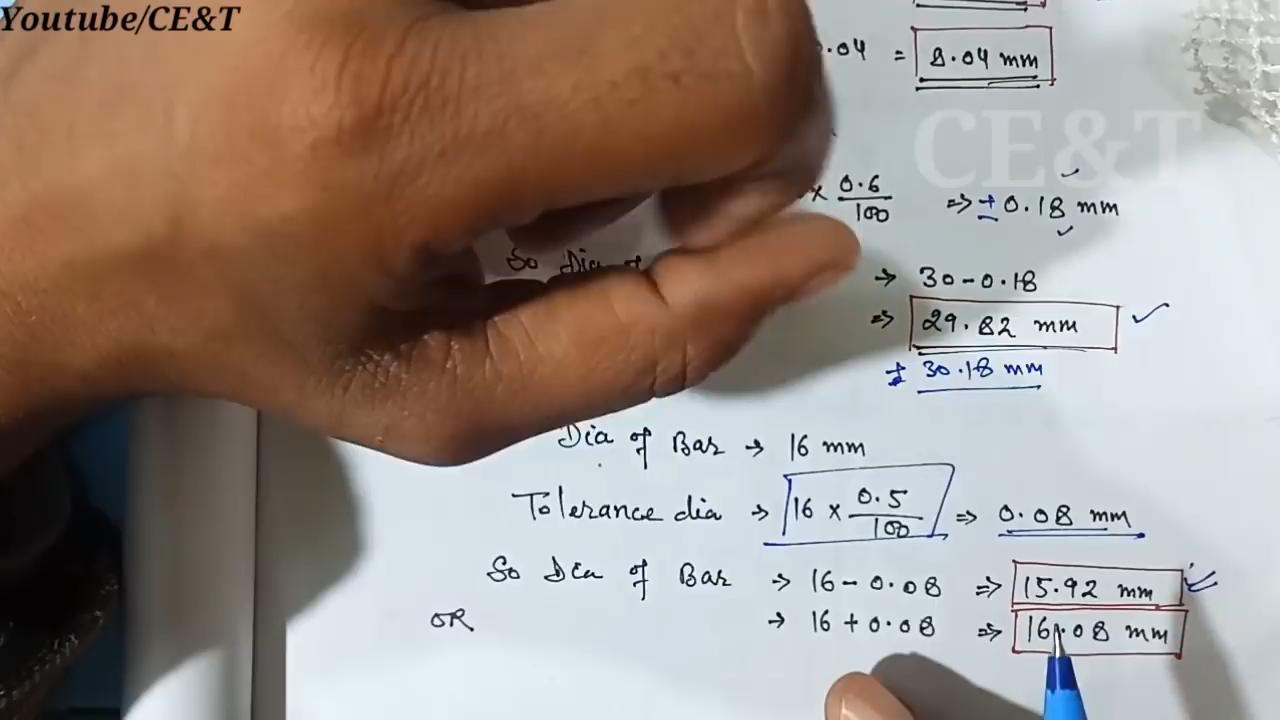 Youtube/CE&T
.04 = 8.04 mm
CE&T
× 0.6/100 ⇒ ± 0.18 mm
So Dia of → 30-0.18
⇒ 29.82 mm
± 30.18 mm
Dia of Bar → 16 mm
Tolerance dia → 16 × 0.5/100 ⇒ 0.08 mm
So Dia of Bar → 16-0.08 ⇒ 15.92 mm
OR → 16+0.08 ⇒ 16.08 mm